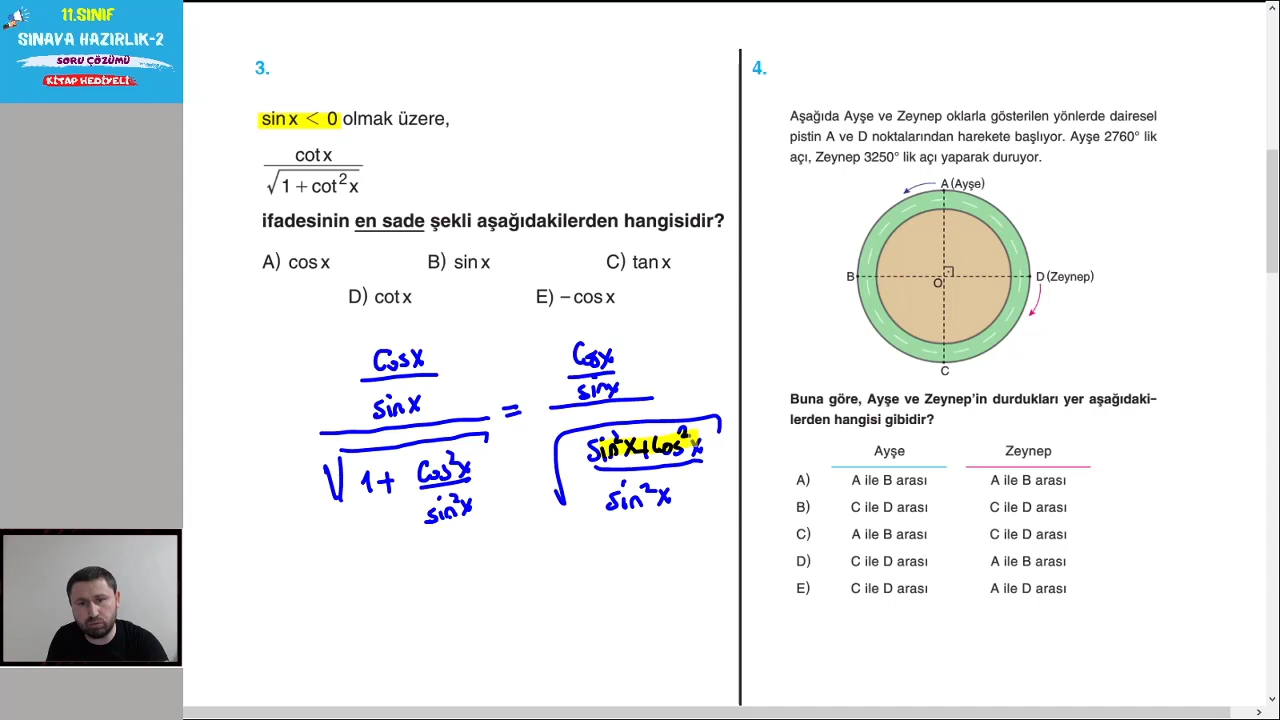 11.SINIF
SINAVA HAZIRLIK-2
SORU ÇÖZÜMÜ
KİTAP HEDİYELİ
3.
sin x < 0 olmak üzere,
cot x
√1 + cot²x
ifadesinin en sade şekli aşağıdakilerden hangisidir?
A) cos x B) sin x C) tan x
D) cot x E) – cos x
cosx
sinx
√1+ cos²x
sin²x
=
cosx
sinx
√sin²x+cos²x
sin²x
4.
Aşağıda Ayşe ve Zeynep oklarla gösterilen yönlerde dairesel
pistin A ve D noktalarından harekete başlıyor. Ayşe 2760° lik
açı, Zeynep 3250° lik açı yaparak duruyor.
A (Ayşe)
B
O
D (Zeynep)
C
Buna göre, Ayşe ve Zeynep'in durdukları yer aşağıdaki-
lerden hangisi gibidir?
Ayşe Zeynep
A) A ile B arası A ile B arası
B) C ile D arası C ile D arası
C) A ile B arası C ile D arası
D) C ile D arası A ile B arası
E) C ile D arası A ile D arası